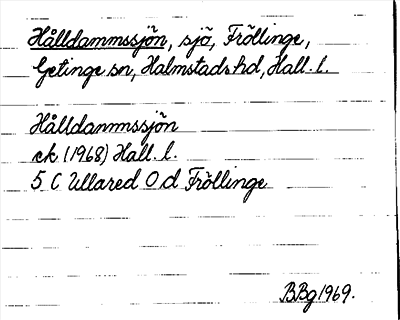 Hålldammssjön, sjö, Fröllinge,
Getinge sn, Halmstads hd, Hall. l.
Hålldammssjön
ek (1968) Hall. l.
5 C Ullared O d Fröllinge
BBg 1969.